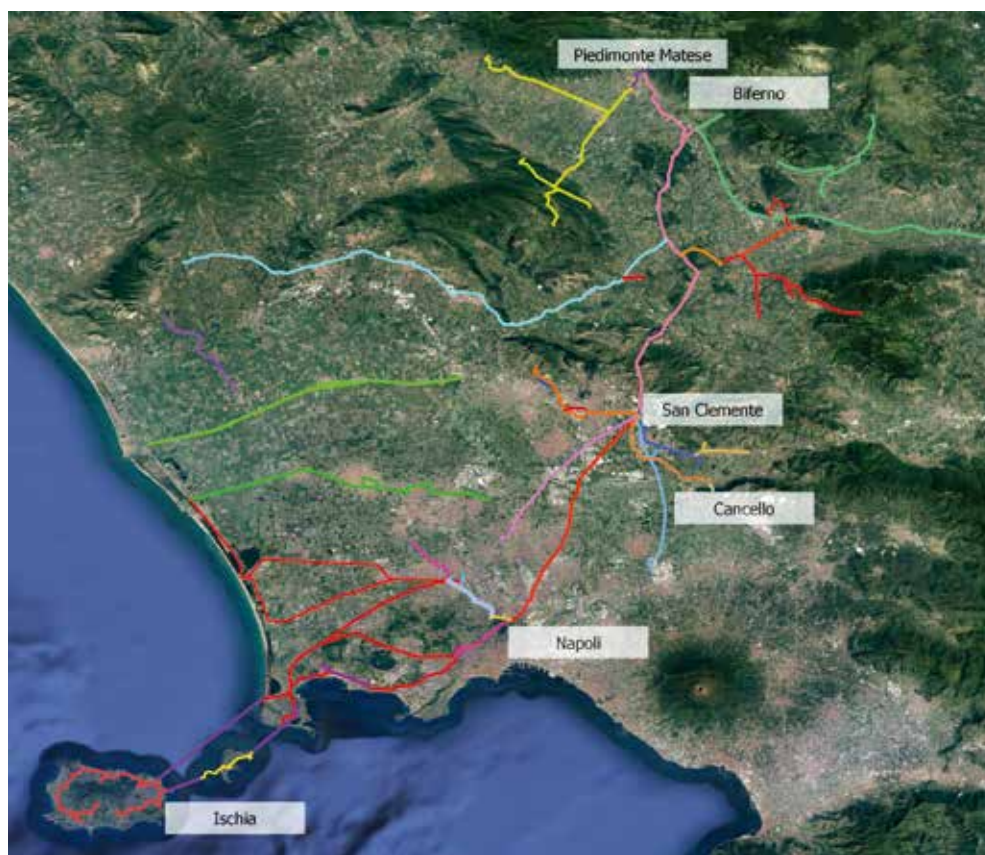 Piedimonte Matese
Biferno
San Clemente
Cancello
Napoli
Ischia